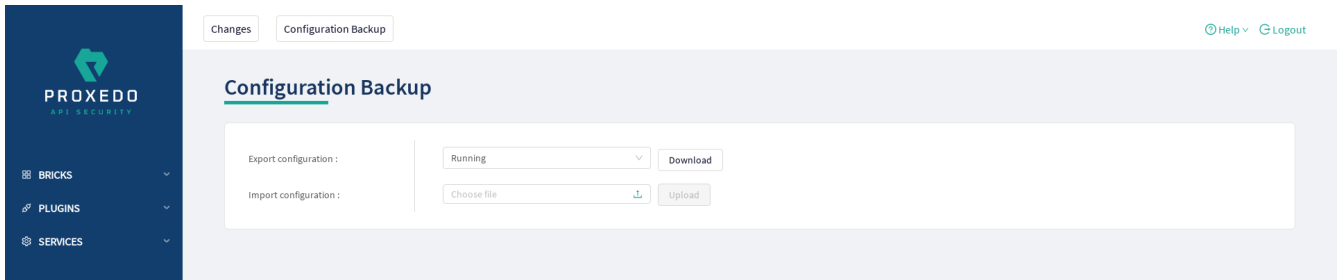 Changes
Configuration Backup
Help
Logout
PROXEDO
API SECURITY
BRICKS
PLUGINS
SERVICES
Configuration Backup
Export configuration :
Running
Download
Import configuration :
Choose file
Upload